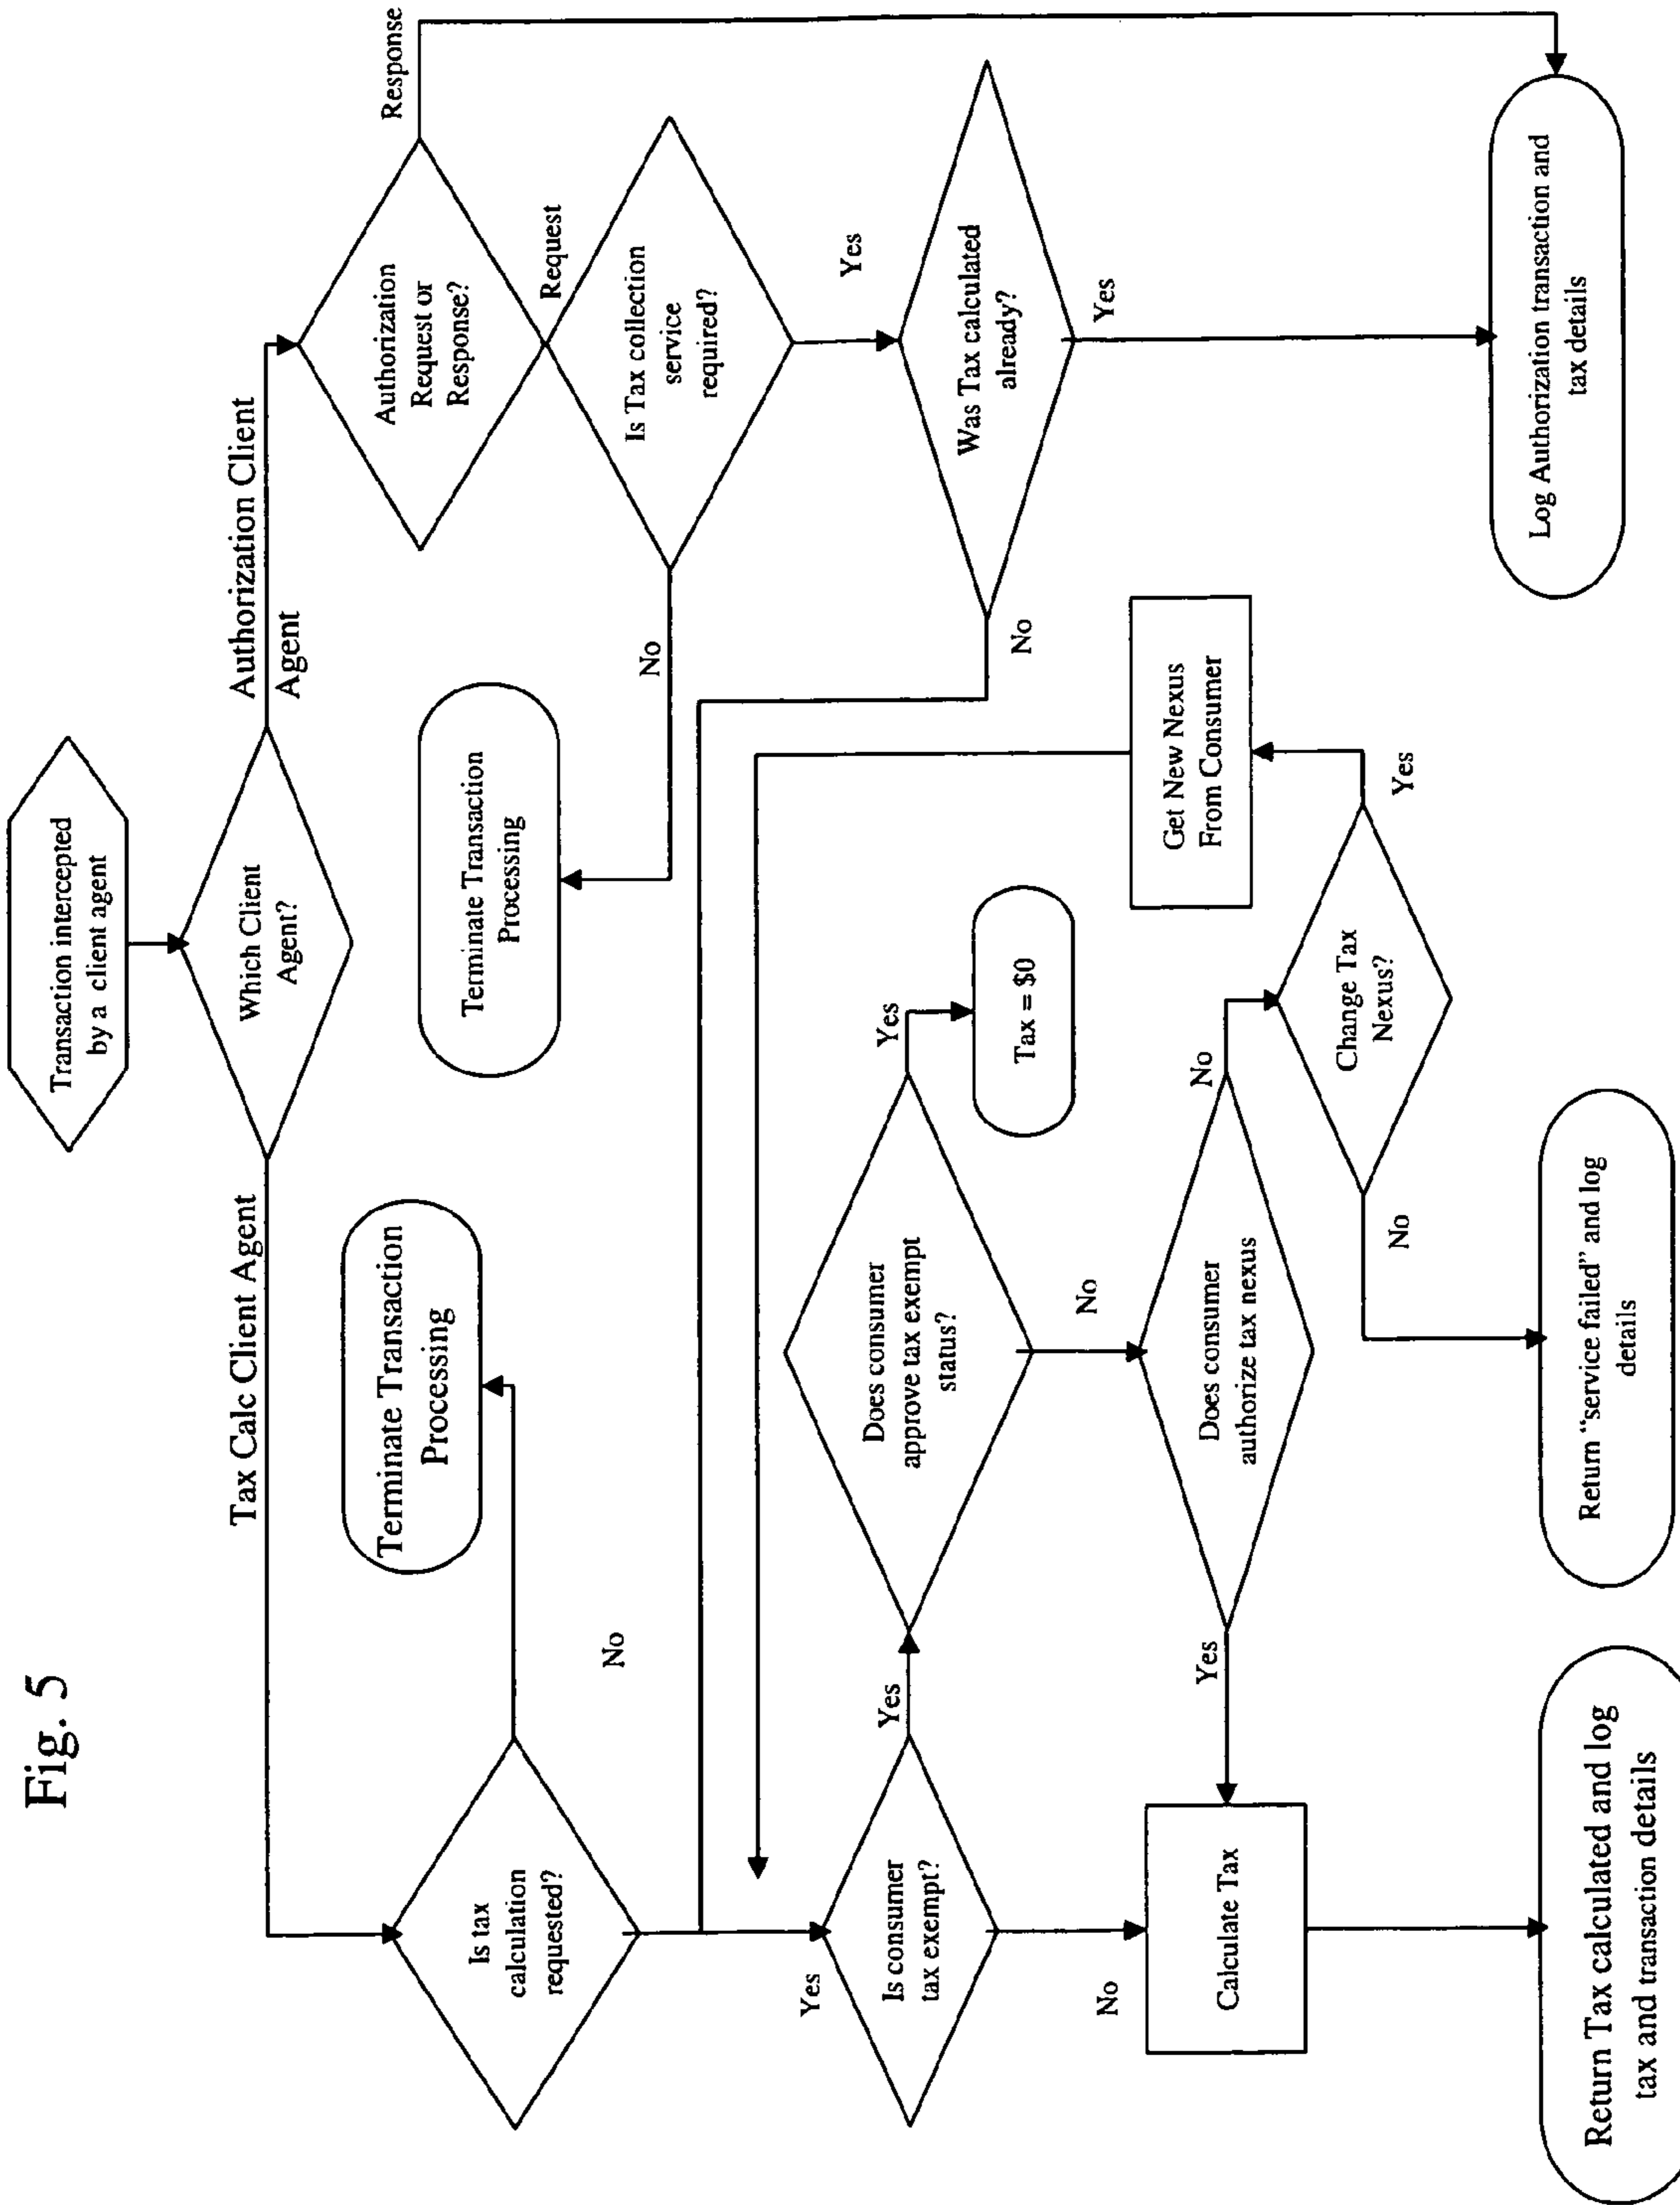 Fig. 5
Transaction intercepted
by a client agent
Which Client
Agent?
Tax Calc Client Agent
Authorization Client
Agent
Is tax
calculation
requested?
No
Terminate Transaction
Processing
Yes
Authorization
Request or
Response?
Response
Request
Is Tax collection
service
required?
No
Terminate Transaction
Processing
Yes
Was Tax calculated
already?
No
Yes
Log Authorization transaction and
tax details
Is consumer
tax exempt?
Yes
No
Does consumer
approve tax exempt
status?
Yes
Tax = $0
No
Does consumer
authorize tax nexus
Yes
No
Calculate Tax
Change Tax
Nexus?
Yes
Get New Nexus
From Consumer
No
Return "service failed" and log
details
Return Tax calculated and log
tax and transaction details